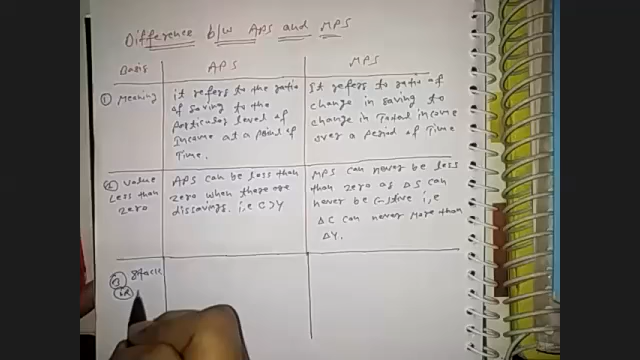 Difference b/w APS and MPS
Basis
APS
MPS
① Meaning
it refers to the ratio
of saving to the
particular level of
Income at a point of
Time.
It refers to ratio of
change in saving to
change in Total income
over a period of Time
② Value
Less than
zero
APS can be less than
zero when there are
dissavings. i,e C>Y
MPS can never be less
than zero as ΔS can
never be (-)tive i,e
ΔC can never more than
ΔY.
③